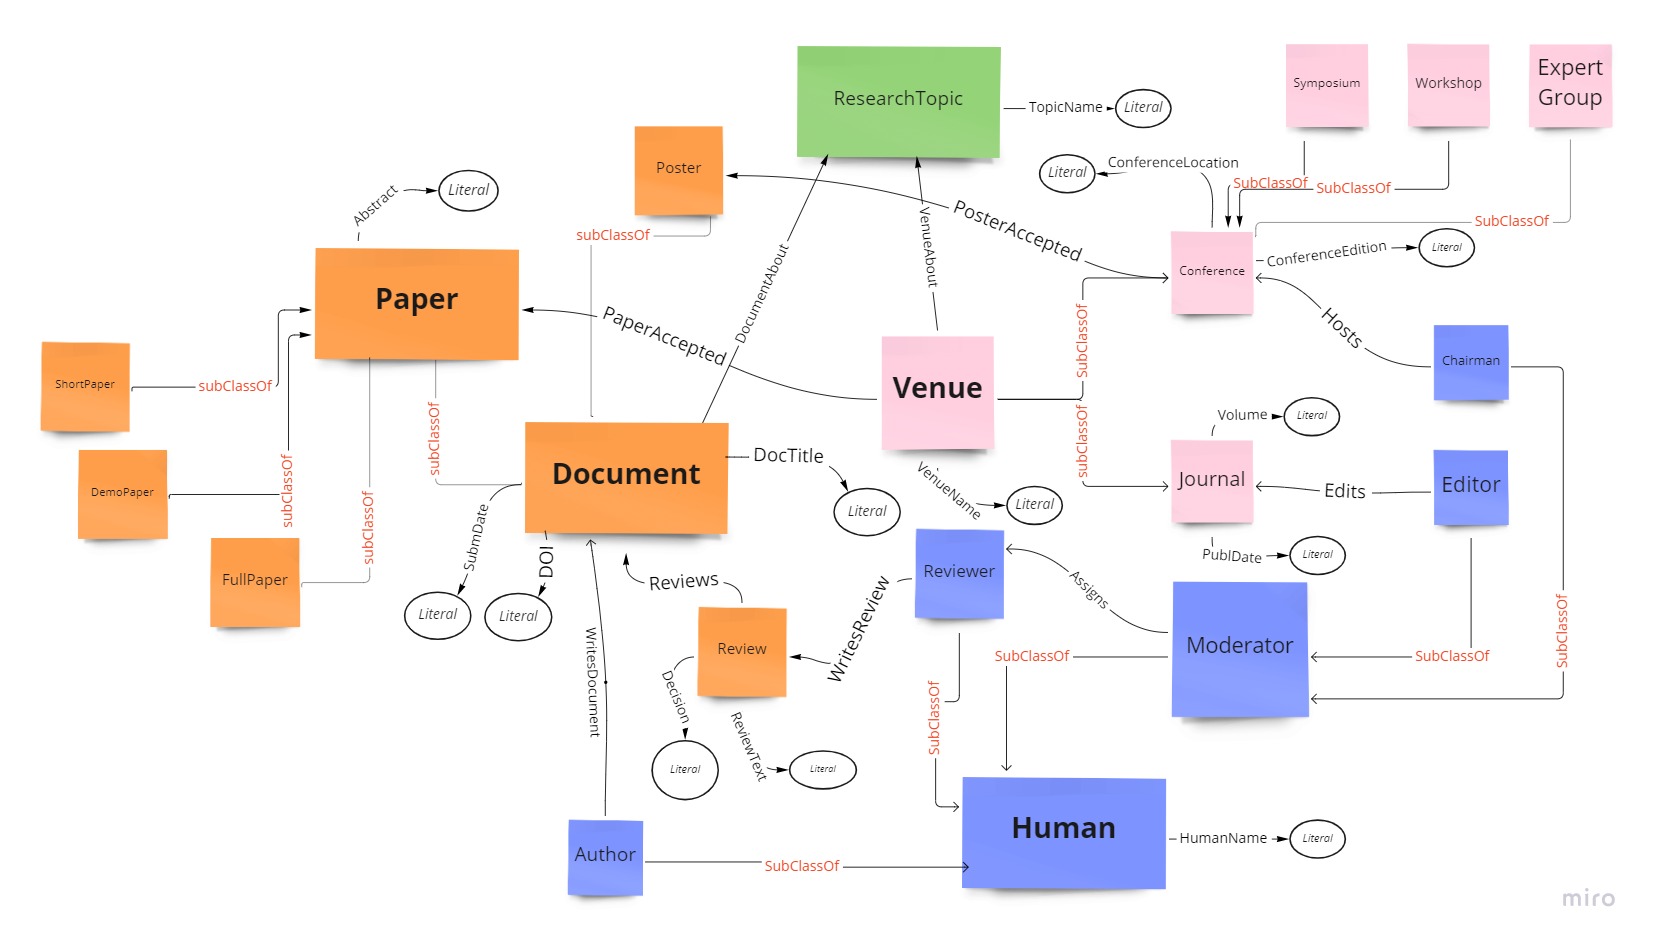 ResearchTopic
TopicName
Literal
Symposium
Workshop
Expert
Group
Poster
Literal
ConferenceLocation
SubClassOf
SubClassOf
SubClassOf
Abstract
Literal
subClassOf
DocumentAbout
VenueAbout
PosterAccepted
Conference
ConferenceEdition
Literal
Paper
PaperAccepted
SubClassOf
Hosts
Chairman
ShortPaper
subClassOf
Venue
subClassOf
SubClassOf
Volume
Literal
DemoPaper
subClassOf
subClassOf
Document
DocTitle
Literal
VenueName
Literal
Journal
Edits
Editor
PublDate
Literal
FullPaper
SubmDate
DOI
Literal
Literal
Reviews
Reviewer
Assigns
WritesReview
Review
Moderator
SubClassOf
SubClassOf
SubClassOf
WritesDocument
Decision
ReviewText
Literal
Literal
SubClassOf
Human
HumanName
Literal
Author
SubClassOf
miro